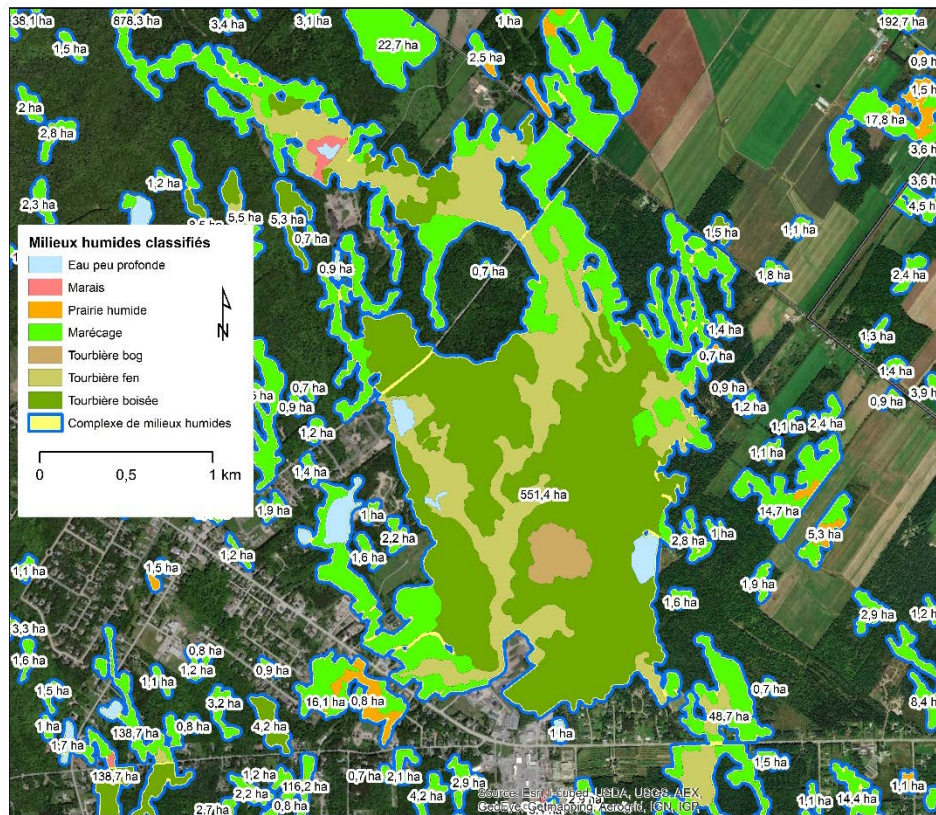 38,1 ha
878,3 ha
3,4 ha
3,1 ha
1 ha
192,7 ha
1,5 ha
22,7 ha
2,5 ha
0,9 ha
1,5 ha
2 ha
17,8 ha
2,8 ha
3,6 ha
1,2 ha
3,6 ha
2,3 ha
5,5 ha
5,3 ha
4,5 ha
0,7 ha
1,5 ha
1,1 ha
Milieux humides classifiés
Eau peu profonde
Marais
Prairie humide
Marécage
Tourbière bog
Tourbière fen
Tourbière boisée
Complexe de milieux humides
N
0 0,5 1 km
0,9 ha
0,7 ha
1,8 ha
2,4 ha
1,4 ha
1,3 ha
0,7 ha
1,4 ha
0,7 ha
0,9 ha
3,9 ha
0,9 ha
1,2 ha
0,9 ha
1,2 ha
1,1 ha
2,4 ha
1,1 ha
1,4 ha
551,4 ha
1,9 ha
1 ha
14,7 ha
2,2 ha
2,8 ha
1 ha
5,3 ha
1,2 ha
1,6 ha
1,1 ha
1,5 ha
1,9 ha
1,6 ha
2,9 ha
1,2 ha
3,3 ha
1,6 ha
0,8 ha
1,2 ha
0,9 ha
1,1 ha
0,7 ha
1,5 ha
3,2 ha
16,1 ha
0,8 ha
8,4 ha
1 ha
138,7 ha
0,8 ha
4,2 ha
48,7 ha
1,7 ha
1 ha
138,7 ha
1,2 ha
116,2 ha
0,7 ha
2,1 ha
2,9 ha
1,5 ha
2,2 ha
4,2 ha
1,1 ha
2,7 ha
0,8 ha
1,1 ha
14,4 ha
Source: Esri, i-cubed, USDA, USGS, AEX,
GeoEye, Getmapping, Aerogrid, IGN, IGP,